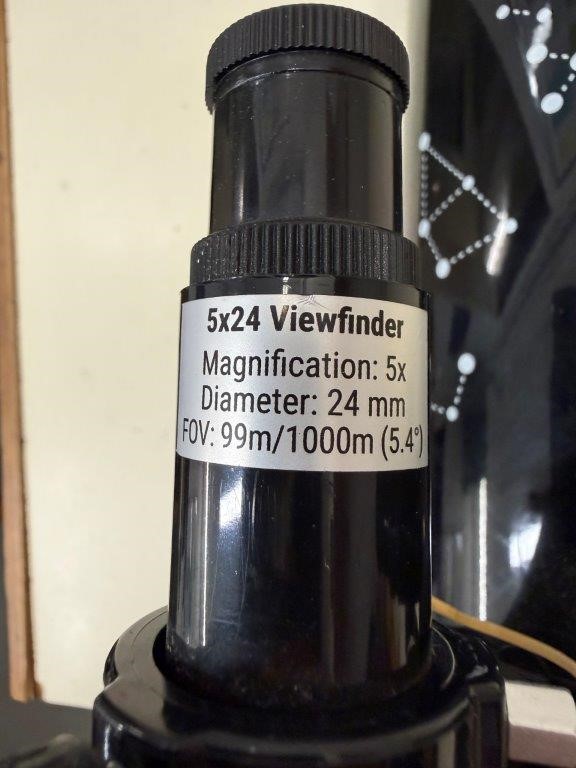 5x24 Viewfinder
Magnification: 5x
Diameter: 24 mm
FOV: 99m/1000m (5.4°)